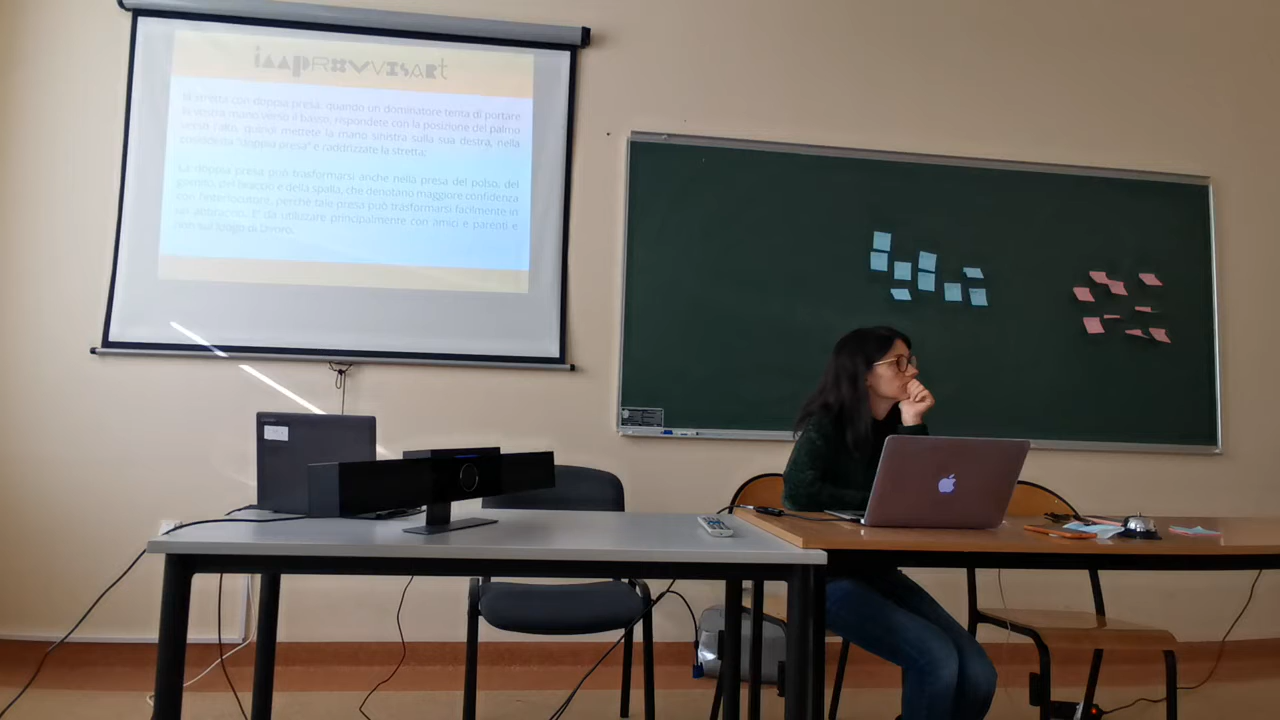 IMPROVVISART
la stretta con doppia presa: quando un dominatore tenta di portare
la vostra mano verso il basso, rispondete con la posizione del palmo
verso l'alto, quindi mettete la mano sinistra sulla sua destra, nella
cosiddetta "doppia presa" e raddrizzate la stretta;
La doppia presa può trasformarsi anche nella presa del polso, del
gomito, del braccio e della spalla, che denotano maggiore confidenza
con l'interlocutore, perché tale presa può trasformarsi facilmente in
un abbraccio. E' da utilizzare principalmente con amici e parenti e
non sul luogo di lavoro.